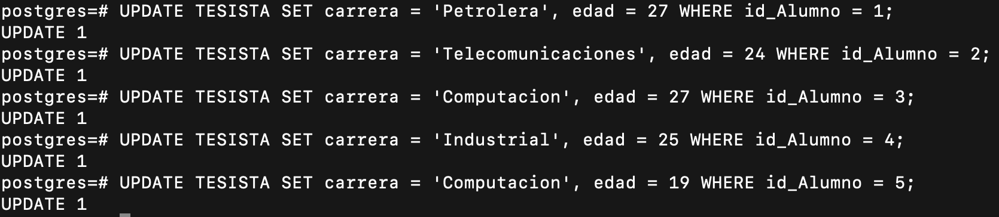 postgres=# UPDATE TESISTA SET carrera = 'Petrolera', edad = 27 WHERE id_Alumno = 1;
UPDATE 1
postgres=# UPDATE TESISTA SET carrera = 'Telecomunicaciones', edad = 24 WHERE id_Alumno = 2;
UPDATE 1
postgres=# UPDATE TESISTA SET carrera = 'Computacion', edad = 27 WHERE id_Alumno = 3;
UPDATE 1
postgres=# UPDATE TESISTA SET carrera = 'Industrial', edad = 25 WHERE id_Alumno = 4;
UPDATE 1
postgres=# UPDATE TESISTA SET carrera = 'Computacion', edad = 19 WHERE id_Alumno = 5;
UPDATE 1